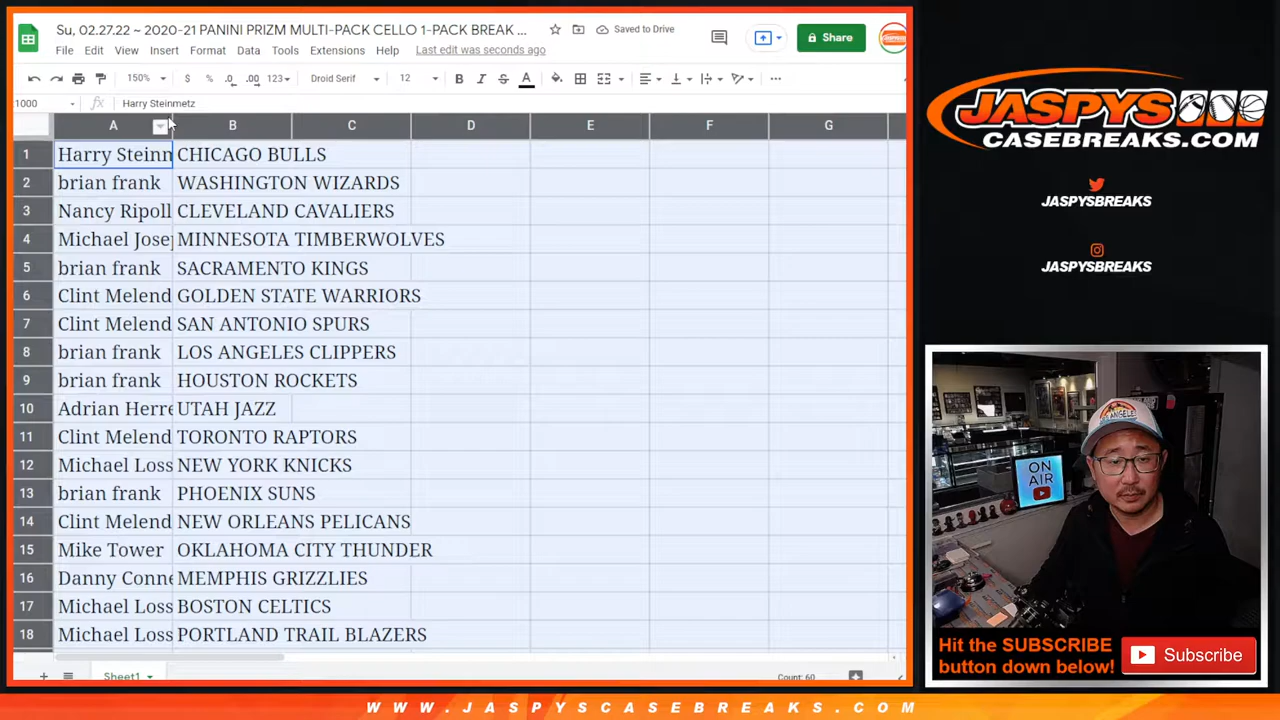 Su, 02.27.22 ~ 2020-21 PANINI PRIZM MULTI-PACK CELLO 1-PACK BREAK ...
Saved to Drive
Share
File Edit View Insert Format Data Tools Extensions Help Last edit was seconds ago
150% $ % .0 .00 123 Droid Serif 12 B I S A
1000 fx Harry Steinmetz
A B C D E F G
1 Harry Steinn CHICAGO BULLS
2 brian frank WASHINGTON WIZARDS
3 Nancy Ripoll CLEVELAND CAVALIERS
4 Michael Josep MINNESOTA TIMBERWOLVES
5 brian frank SACRAMENTO KINGS
6 Clint Melend GOLDEN STATE WARRIORS
7 Clint Melend SAN ANTONIO SPURS
8 brian frank LOS ANGELES CLIPPERS
9 brian frank HOUSTON ROCKETS
10 Adrian Herre UTAH JAZZ
11 Clint Melend TORONTO RAPTORS
12 Michael Loss NEW YORK KNICKS
13 brian frank PHOENIX SUNS
14 Clint Melend NEW ORLEANS PELICANS
15 Mike Tower OKLAHOMA CITY THUNDER
16 Danny Conne MEMPHIS GRIZZLIES
17 Michael Loss BOSTON CELTICS
18 Michael Loss PORTLAND TRAIL BLAZERS
Sheet1
Count: 60
JASPYS
CASEBREAKS.COM
JASPYSBREAKS
JASPYSBREAKS
ON
AIR
Hit the SUBSCRIBE
button down below!
Subscribe
WWW.JASPYSCASEBREAKS.COM